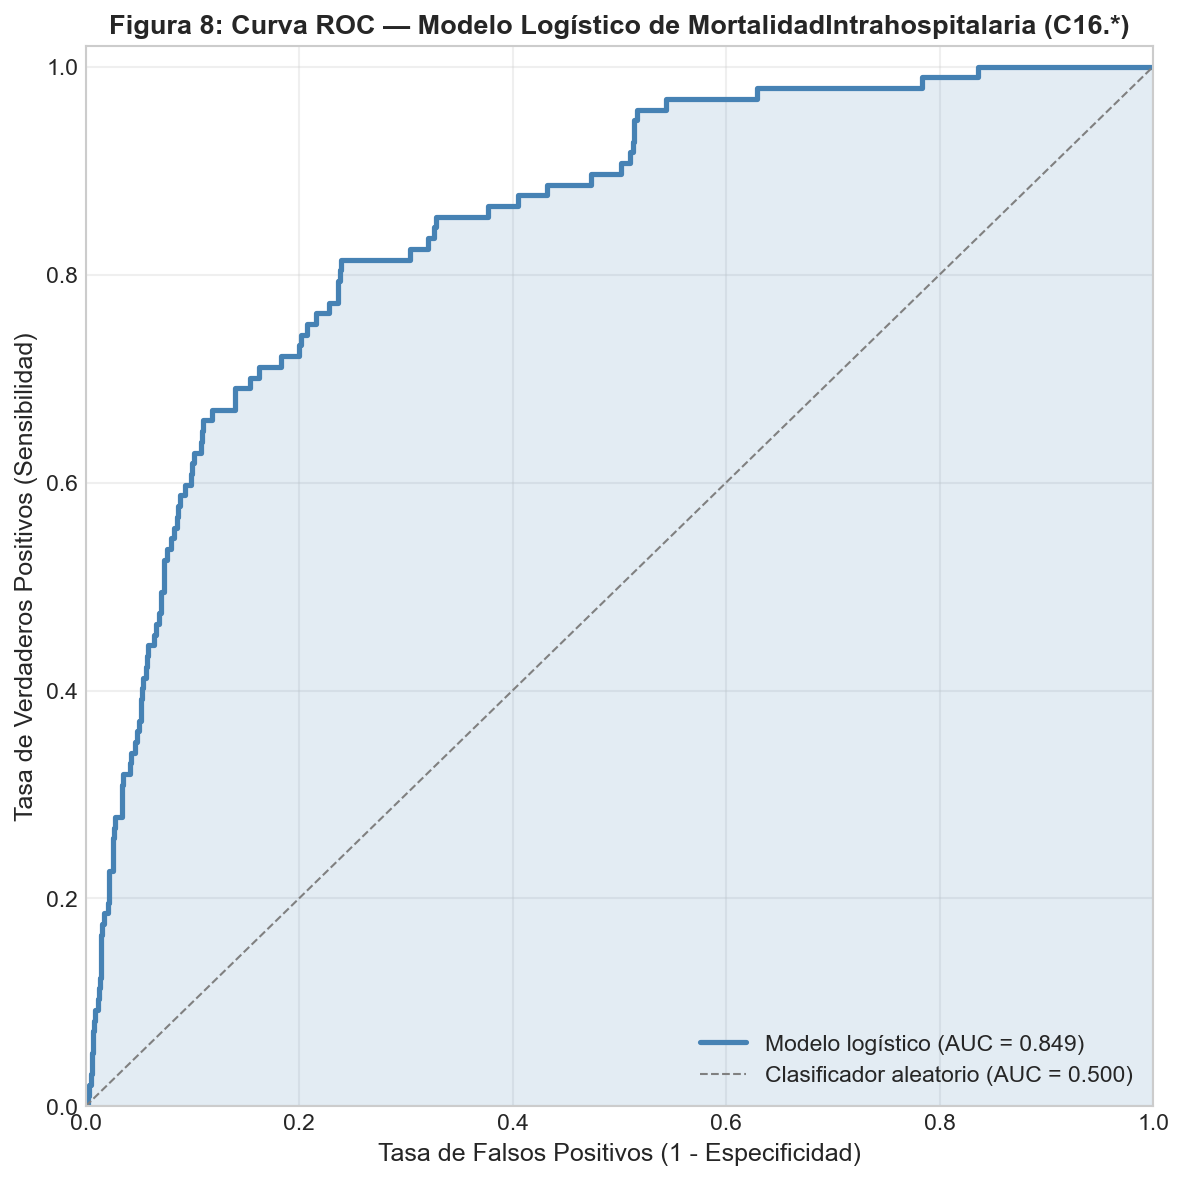 Figura 8: Curva ROC — Modelo Logístico de MortalidadIntrahospitalaria (C16.*)
Tasa de Verdaderos Positivos (Sensibilidad)
1.0
0.8
0.6
0.4
0.2
0.0
Modelo logístico (AUC = 0.849)
Clasificador aleatorio (AUC = 0.500)
0.0 0.2 0.4 0.6 0.8 1.0
Tasa de Falsos Positivos (1 - Especificidad)